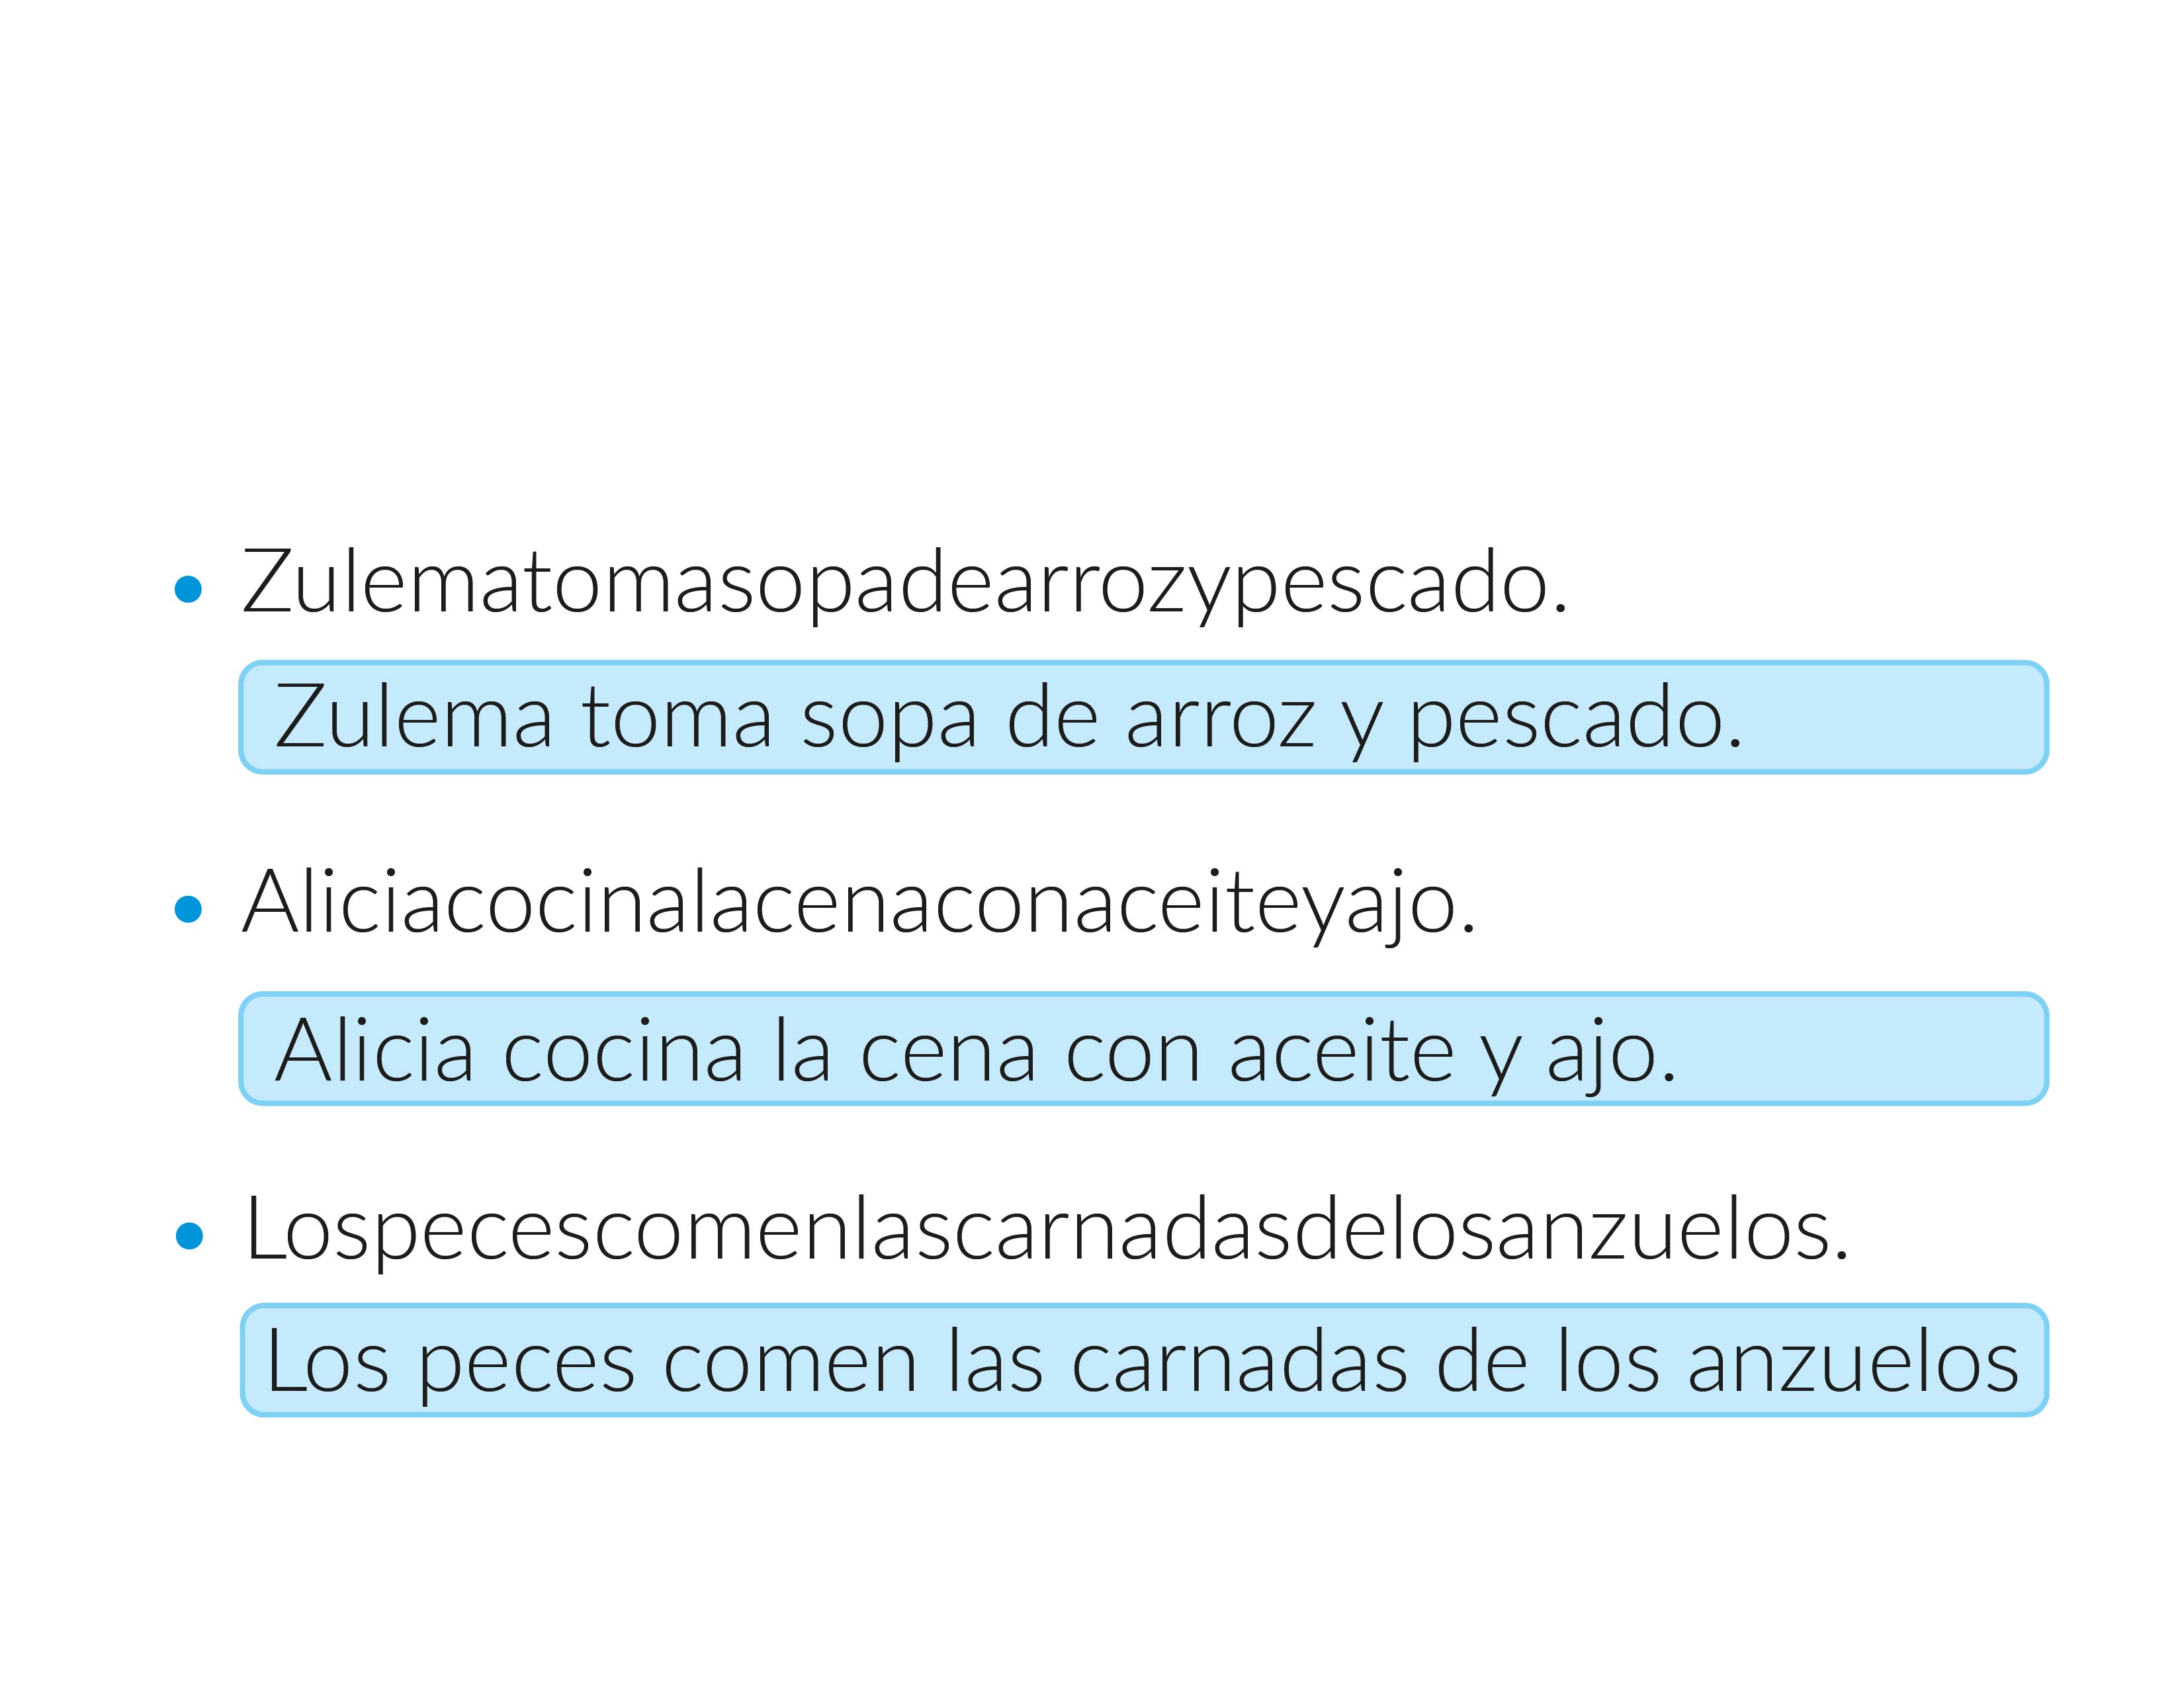 • Zulematomasopadearrozypescado.
Zulema toma sopa de arroz y pescado.
• Aliciacocinalacenaconaceiteyajo.
Alicia cocina la cena con aceite y ajo.
• Lospecescomenlascarnadasdelosanzuelos.
Los peces comen las carnadas de los anzuelos